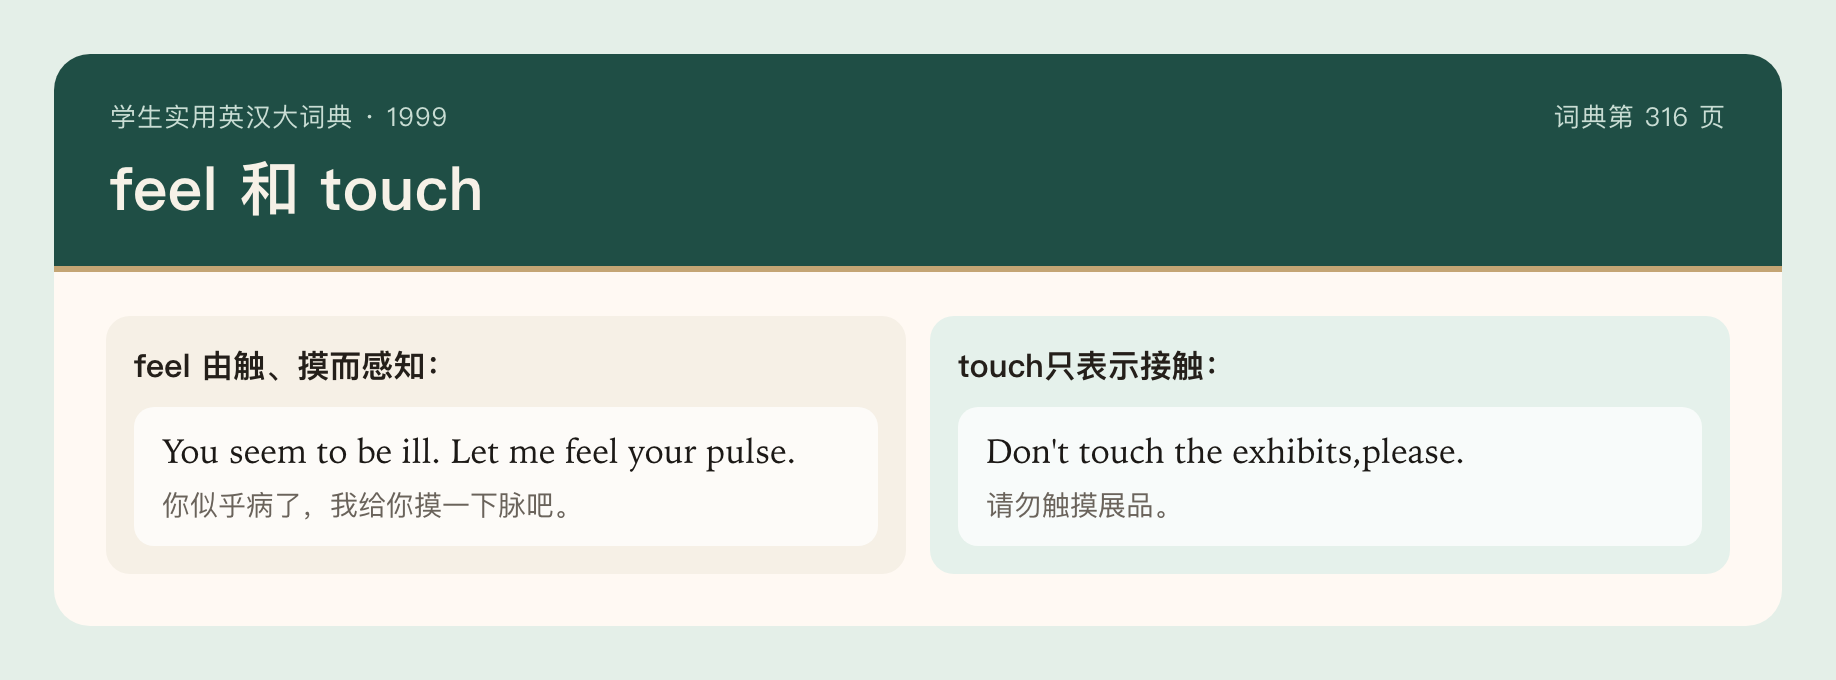 学生实用英汉大词典 · 1999
词典第 316 页
feel 和 touch
feel 由触、摸而感知：
You seem to be ill. Let me feel your pulse.
你似乎病了，我给你摸一下脉吧。
touch只表示接触：
Don't touch the exhibits,please.
请勿触摸展品。